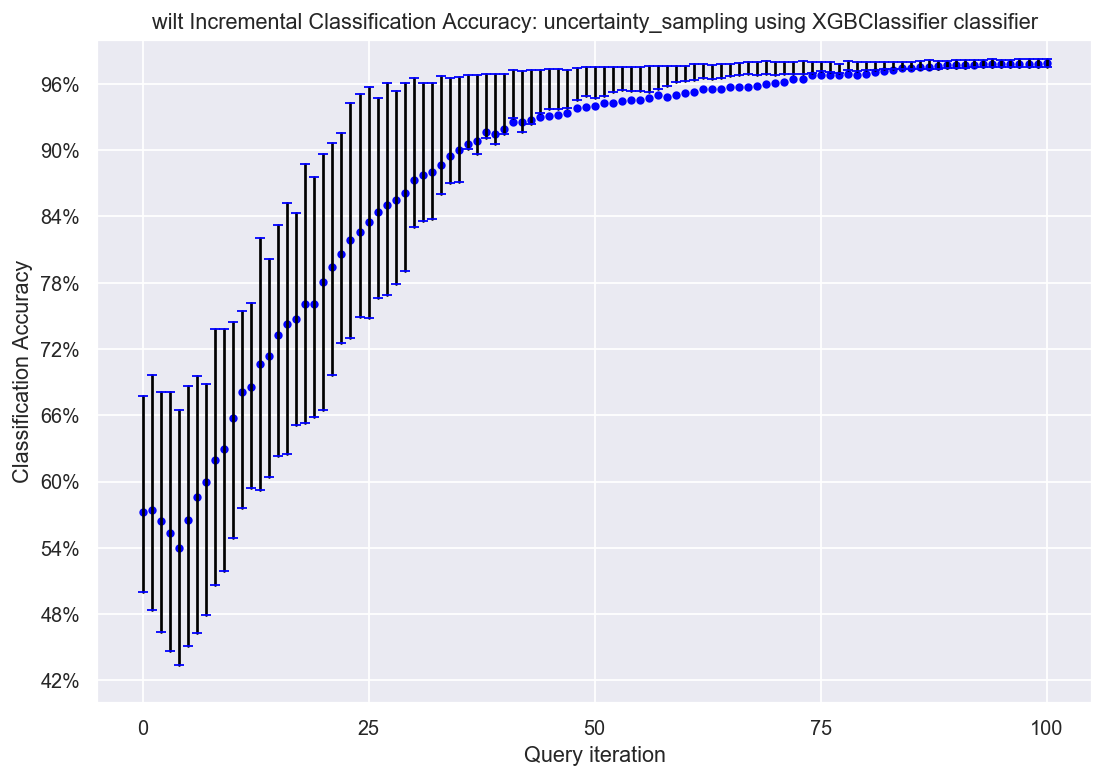 wilt Incremental Classification Accuracy: uncertainty_sampling using XGBClassifier classifier
96%
90%
84%
78%
72%
66%
60%
54%
48%
42%
Classification Accuracy
0 25 50 75 100
Query iteration